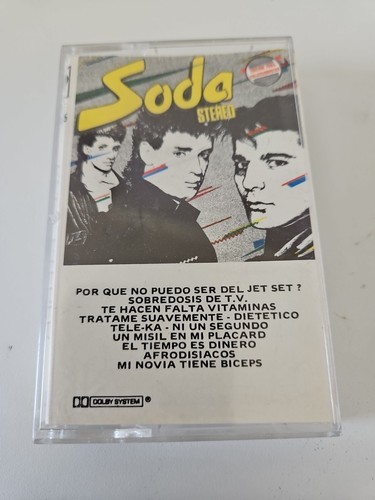 Soda
STEREO
POR QUE NO PUEDO SER DEL JET SET ?
SOBREDOSIS DE T.V.
TE HACEN FALTA VITAMINAS
TRATAME SUAVEMENTE - DIETETICO
TELE-KA - NI UN SEGUNDO
UN MISIL EN MI PLACARD
EL TIEMPO ES DINERO
AFRODISIACOS
MI NOVIA TIENE BICEPS
DOLBY SYSTEM ®